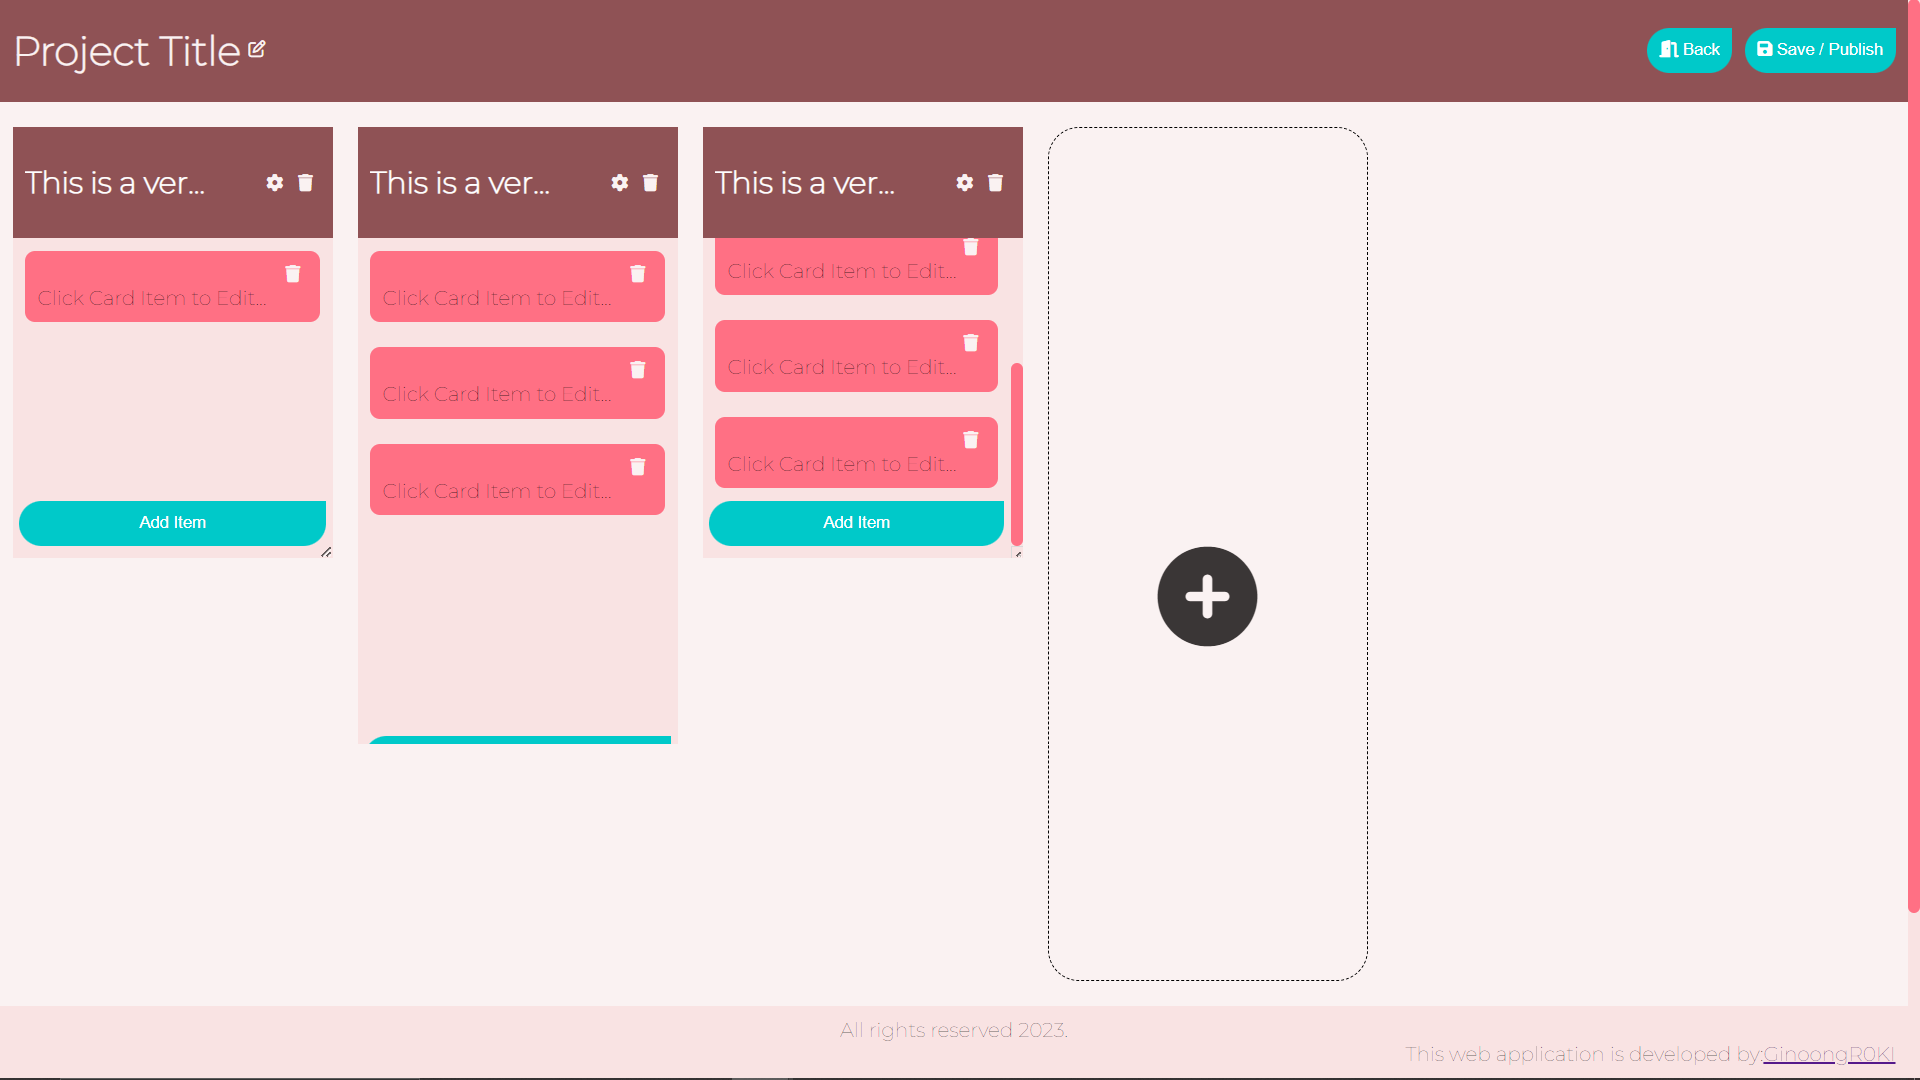 Project Title
Back
Save / Publish
This is a ver...
This is a ver...
This is a ver...
Click Card Item to Edit...
Add Item
Click Card Item to Edit...
Click Card Item to Edit...
Click Card Item to Edit...
Click Card Item to Edit...
Click Card Item to Edit...
Click Card Item to Edit...
Add Item
All rights reserved 2023.
This web application is developed by:GinoongR0KI